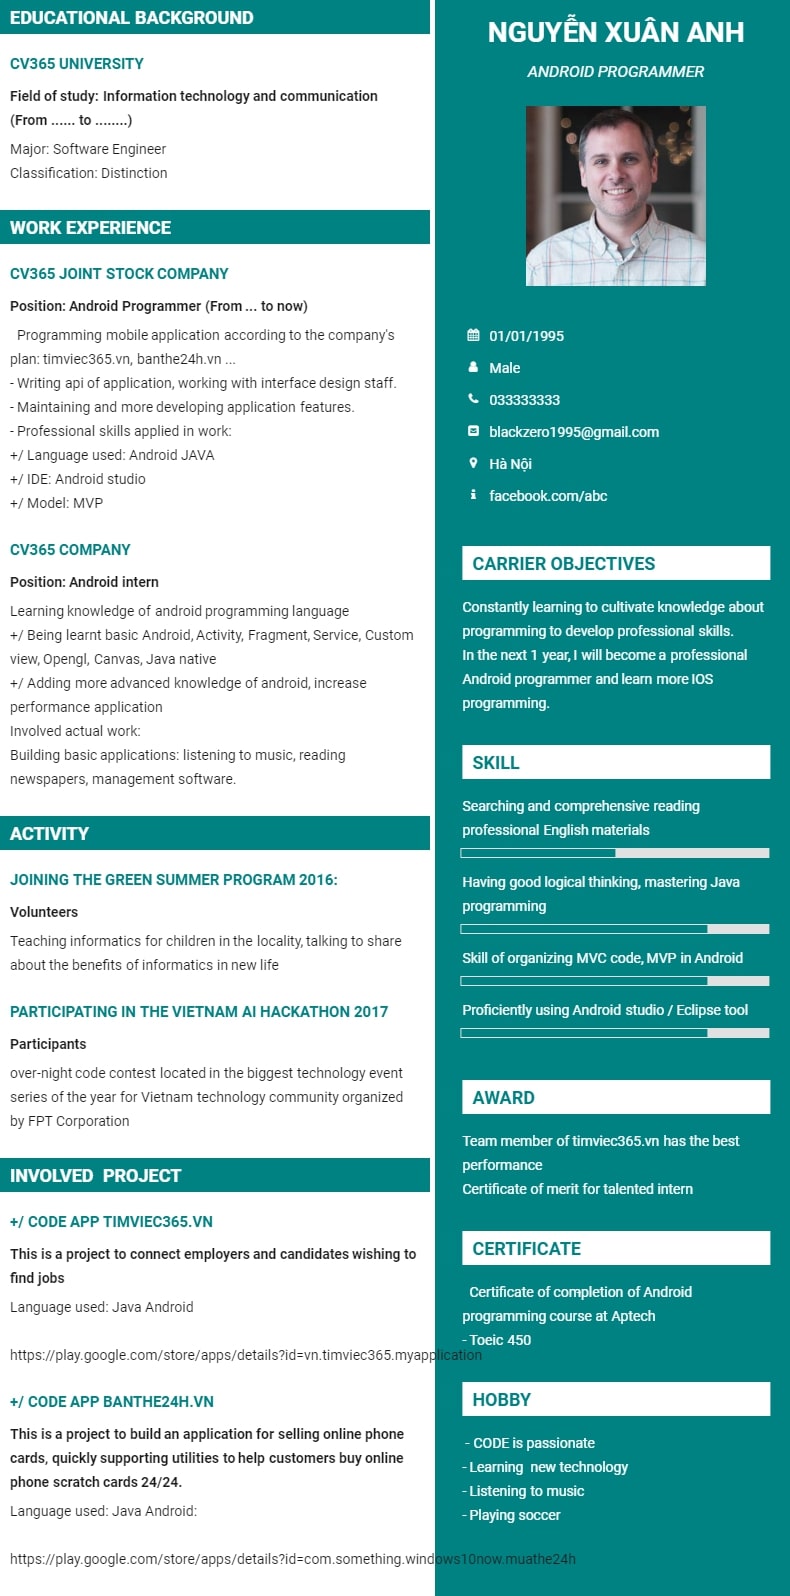 EDUCATIONAL BACKGROUND
CV365 UNIVERSITY
Field of study: Information technology and communication
(From ...... to ........)
Major: Software Engineer
Classification: Distinction
WORK EXPERIENCE
CV365 JOINT STOCK COMPANY
Position: Android Programmer (From ... to now)
Programming mobile application according to the company's
plan: timviec365.vn, banthe24h.vn ...
- Writing api of application, working with interface design staff.
- Maintaining and more developing application features.
- Professional skills applied in work:
+/ Language used: Android JAVA
+/ IDE: Android studio
+/ Model: MVP
CV365 COMPANY
Position: Android intern
Learning knowledge of android programming language
+/ Being learnt basic Android, Activity, Fragment, Service, Custom
view, Opengl, Canvas, Java native
+/ Adding more advanced knowledge of android, increase
performance application
Involved actual work:
Building basic applications: listening to music, reading
newspapers, management software.
ACTIVITY
JOINING THE GREEN SUMMER PROGRAM 2016:
Volunteers
Teaching informatics for children in the locality, talking to share
about the benefits of informatics in new life
PARTICIPATING IN THE VIETNAM AI HACKATHON 2017
Participants
over-night code contest located in the biggest technology event
series of the year for Vietnam technology community organized
by FPT Corporation
INVOLVED PROJECT
+/ CODE APP TIMVIEC365.VN
This is a project to connect employers and candidates wishing to
find jobs
Language used: Java Android
https://play.google.com/store/apps/details?id=vn.timviec365.myapplication
+/ CODE APP BANTHE24H.VN
This is a project to build an application for selling online phone
cards, quickly supporting utilities to help customers buy online
phone scratch cards 24/24.
Language used: Java Android:
https://play.google.com/store/apps/details?id=com.something.windows10now.muathe24h
NGUYỄN XUÂN ANH
ANDROID PROGRAMMER
01/01/1995
Male
033333333
blackzero1995@gmail.com
Hà Nội
facebook.com/abc
CARRIER OBJECTIVES
Constantly learning to cultivate knowledge about
programming to develop professional skills.
In the next 1 year, I will become a professional
Android programmer and learn more IOS
programming.
SKILL
Searching and comprehensive reading
professional English materials
Having good logical thinking, mastering Java
programming
Skill of organizing MVC code, MVP in Android
Proficiently using Android studio / Eclipse tool
AWARD
Team member of timviec365.vn has the best
performance
Certificate of merit for talented intern
CERTIFICATE
Certificate of completion of Android
programming course at Aptech
- Toeic 450
HOBBY
- CODE is passionate
- Learning new technology
- Listening to music
- Playing soccer